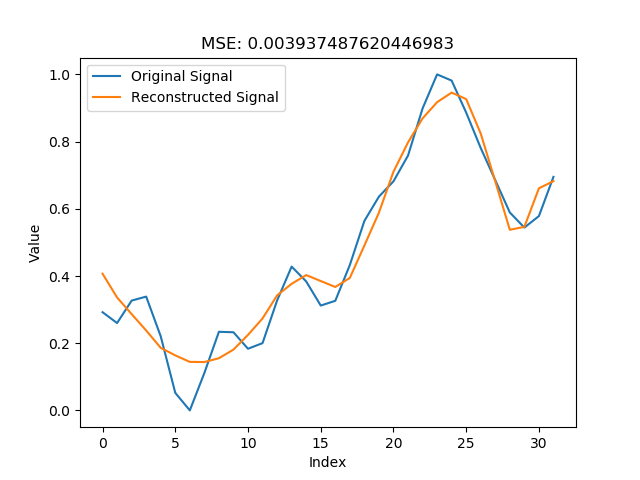 MSE: 0.003937487620446983
Original Signal
Reconstructed Signal
1.0
0.8
0.6
0.4
0.2
0.0
Value
0 5 10 15 20 25 30
Index